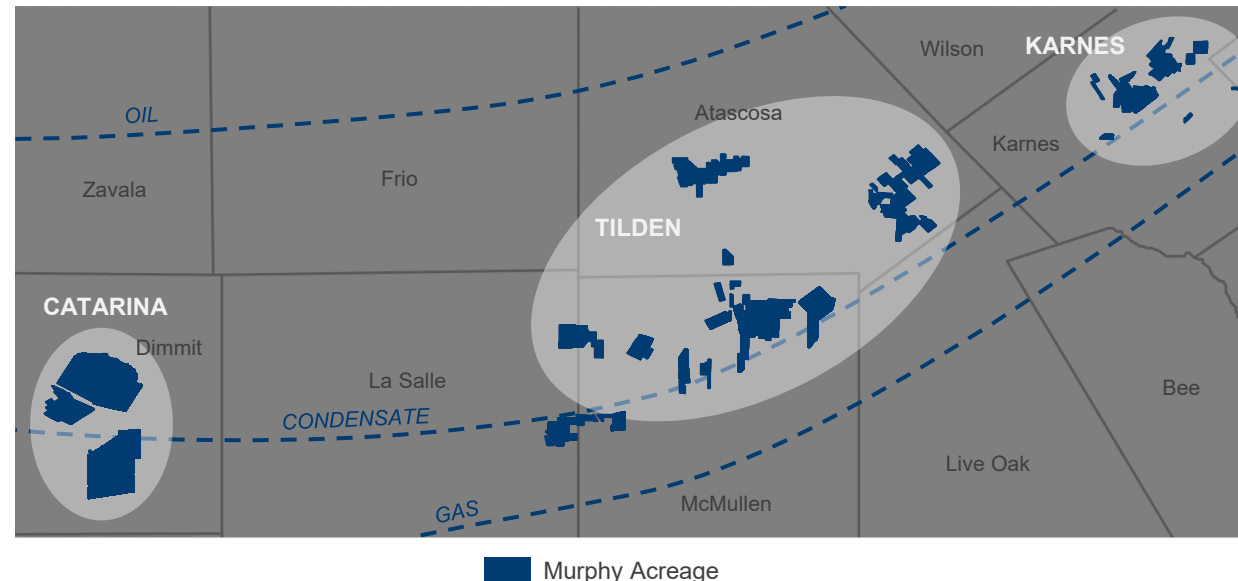 KARNES
Wilson
OIL
Atascosa
Karnes
Zavala
Frio
TILDEN
CATARINA
Dimmit
La Salle
Bee
CONDENSATE
Live Oak
GAS
McMullen
Murphy Acreage